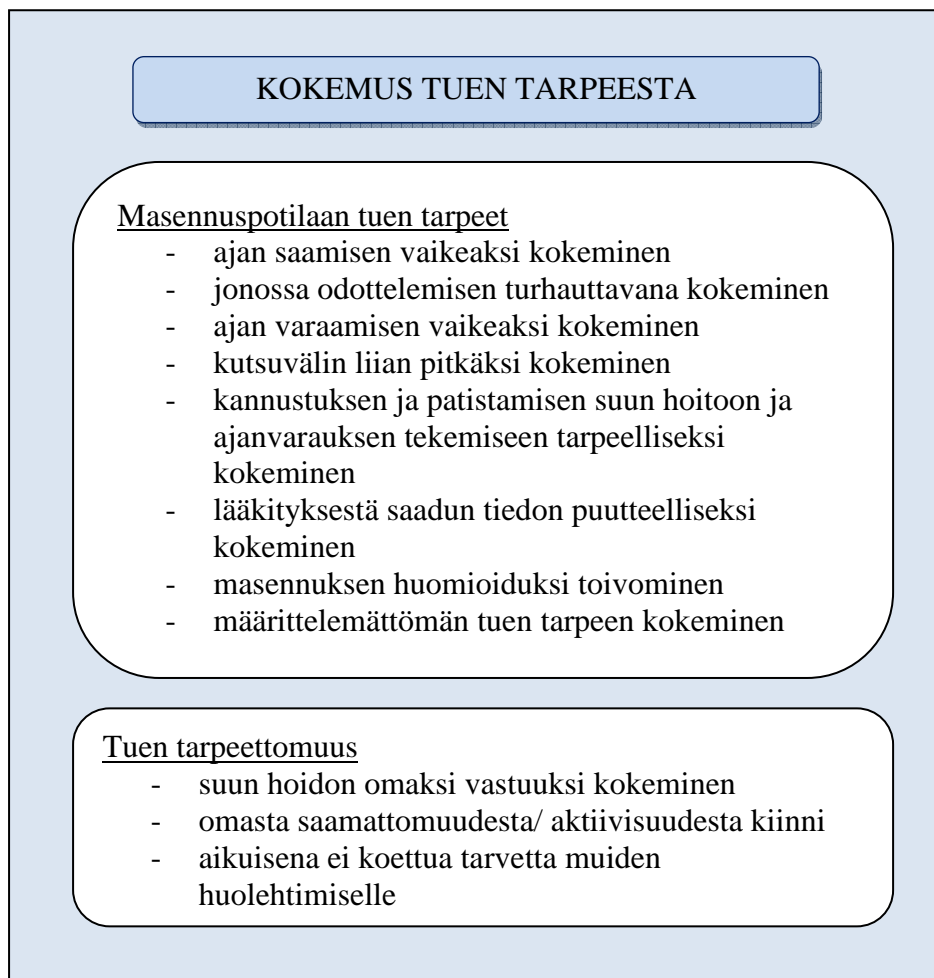 KOKEMUS TUEN TARPEESTA
Masennuspotilaan tuen tarpeet
- ajan saamisen vaikeaksi kokeminen
- jonossa odottelemisen turhauttavana kokeminen
- ajan varaamisen vaikeaksi kokeminen
- kutsuvälin liian pitkäksi kokeminen
- kannustuksen ja patistamisen suun hoitoon ja
ajanvarauksen tekemiseen tarpeelliseksi
kokeminen
- lääkityksestä saadun tiedon puutteelliseksi
kokeminen
- masennuksen huomioiduksi toivominen
- määrittelemättömän tuen tarpeen kokeminen
Tuen tarpeettomuus
- suun hoidon omaksi vastuuksi kokeminen
- omasta saamattomuudesta/ aktiivisuudesta kiinni
- aikuisena ei koettua tarvetta muiden
huolehtimiselle